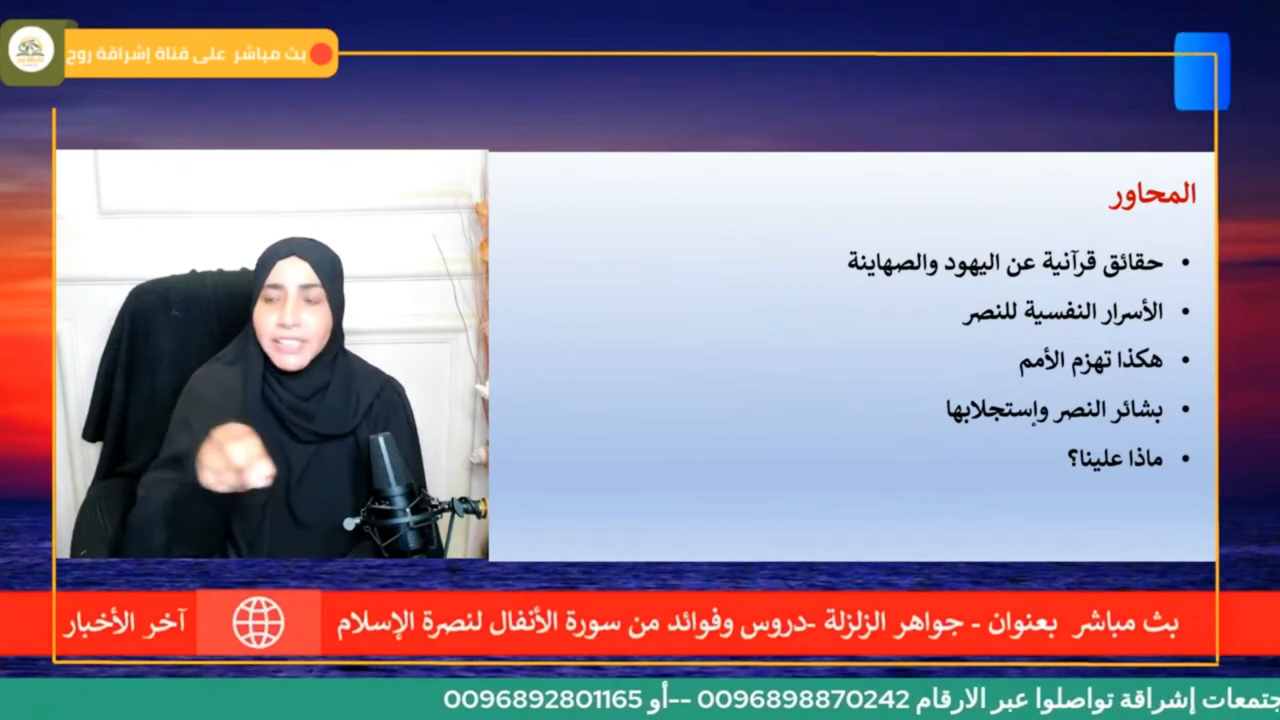 بث مباشر على قناة إشراقة روح
المحاور
• حقائق قرآنية عن اليهود والصهاينة
• الأسرار النفسية للنصر
• هكذا تهزم الأمم
• بشائر النصر وإستجلابها
• ماذا علينا؟
بث مباشر بعنوان - جواهر الزلزلة -دروس وفوائد من سورة الأنفال لنصرة الإسلام
آخر الأخبار
جتمعات إشراقة تواصلوا عبر الارقام 0096898870242 --أو 0096892801165